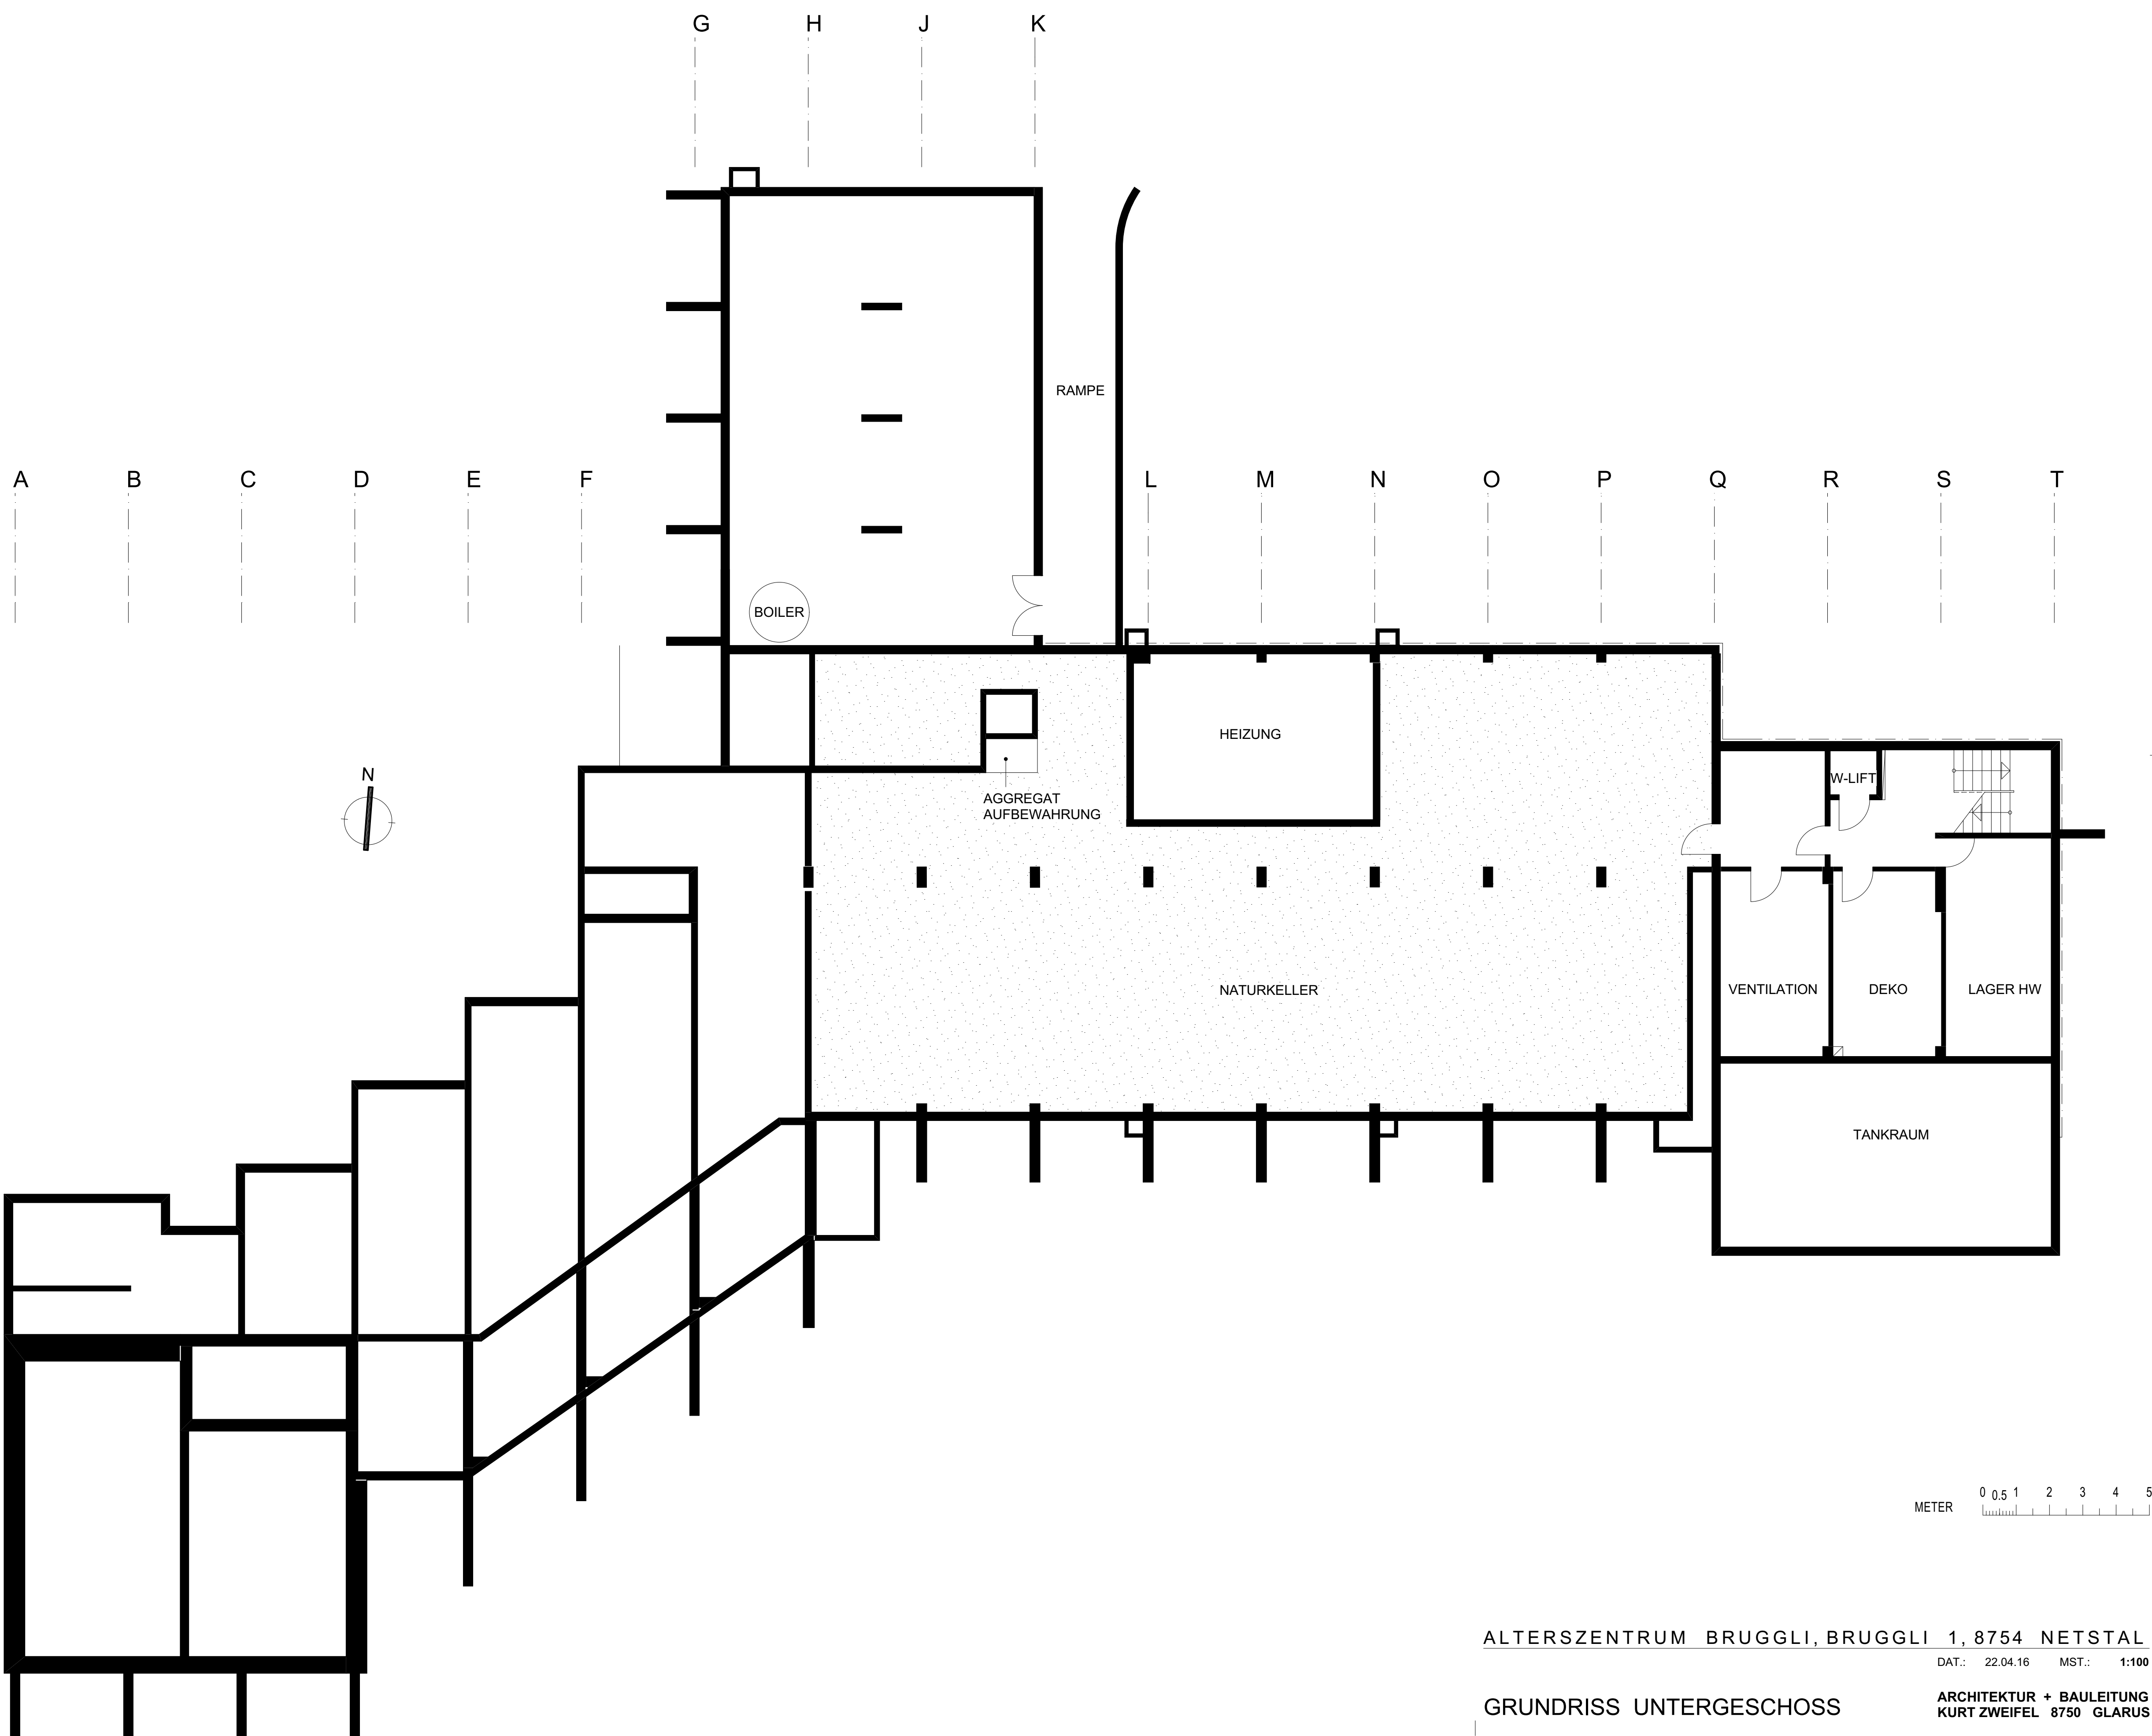 G H J K
RAMPE
A B C D E F L M N O P Q R S T
BOILER
HEIZUNG
N
W-LIFT
AGGREGAT
AUFBEWAHRUNG
NATURKELLER
VENTILATION
DEKO
LAGER HW
TANKRAUM
METER 0 0.5 1 2 3 4 5
ALTERSZENTRUM BRUGGLI, BRUGGLI 1, 8754 NETSTAL
DAT.: 22.04.16 MST.: 1:100
GRUNDRISS UNTERGESCHOSS
ARCHITEKTUR + BAULEITUNG
KURT ZWEIFEL 8750 GLARUS